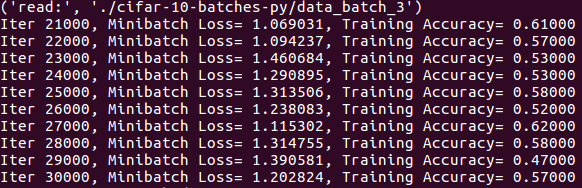 ('read:', './cifar-10-batches-py/data_batch_3')
Iter 21000, Minibatch Loss= 1.069031, Training Accuracy= 0.61000
Iter 22000, Minibatch Loss= 1.094237, Training Accuracy= 0.57000
Iter 23000, Minibatch Loss= 1.460684, Training Accuracy= 0.53000
Iter 24000, Minibatch Loss= 1.290895, Training Accuracy= 0.53000
Iter 25000, Minibatch Loss= 1.313506, Training Accuracy= 0.58000
Iter 26000, Minibatch Loss= 1.238083, Training Accuracy= 0.52000
Iter 27000, Minibatch Loss= 1.115302, Training Accuracy= 0.62000
Iter 28000, Minibatch Loss= 1.314755, Training Accuracy= 0.58000
Iter 29000, Minibatch Loss= 1.390581, Training Accuracy= 0.47000
Iter 30000, Minibatch Loss= 1.202824, Training Accuracy= 0.57000